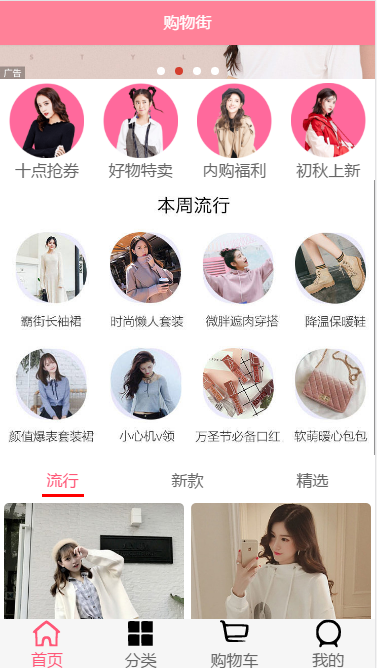 购物街
S T Y L
广告
十点抢券 好物特卖 内购福利 初秋上新
本周流行
霸街长袖裙 时尚懒人套装 微胖遮肉穿搭 降温保暖鞋
颜值爆表套装裙 小心机v领 万圣节必备口红 软萌暖心包包
流行 新款 精选
首页 分类 购物车 我的